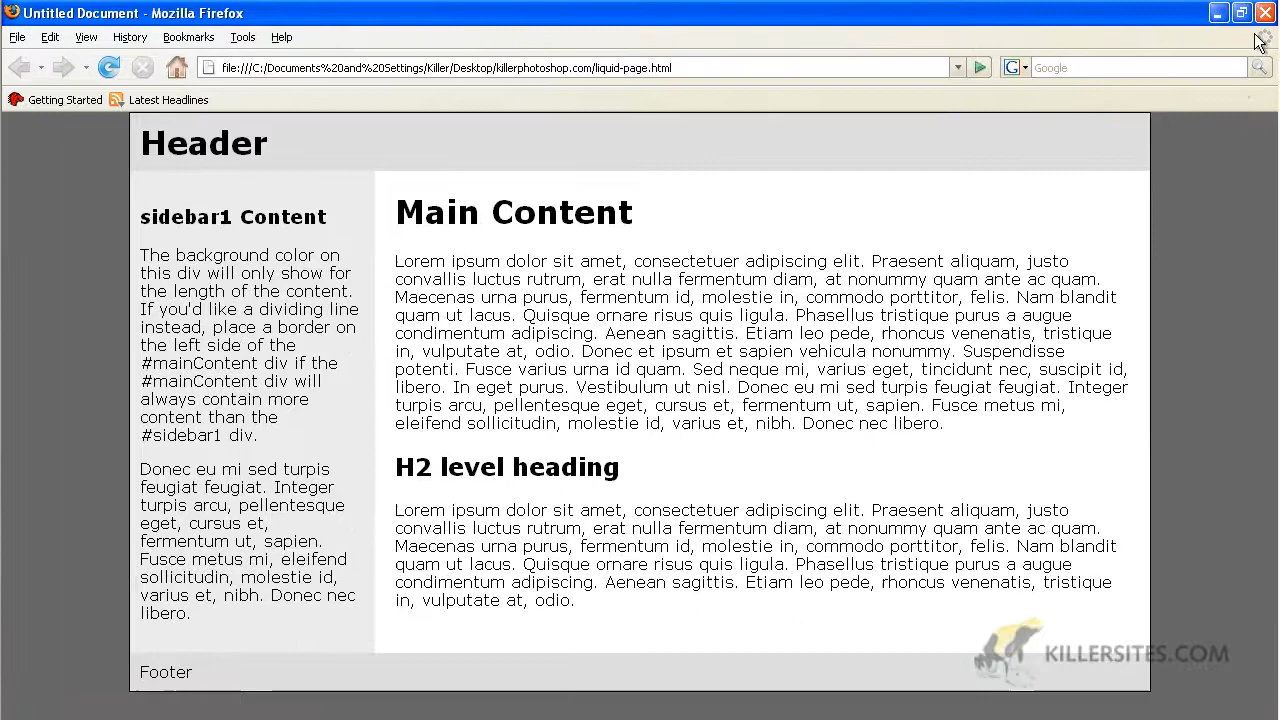 Untitled Document - Mozilla Firefox
File Edit View History Bookmarks Tools Help
file:///C:/Documents%20and%20Settings/Killer/Desktop/killerphotoshop.com/liquid-page.html
G Google
Getting Started Latest Headlines
Header
sidebar1 Content
The background color on
this div will only show for
the length of the content.
If you'd like a dividing line
instead, place a border on
the left side of the
#mainContent div if the
#mainContent div will
always contain more
content than the
#sidebar1 div.
Donec eu mi sed turpis
feugiat feugiat. Integer
turpis arcu, pellentesque
eget, cursus et,
fermentum ut, sapien.
Fusce metus mi, eleifend
sollicitudin, molestie id,
varius et, nibh. Donec nec
libero.
Main Content
Lorem ipsum dolor sit amet, consectetuer adipiscing elit. Praesent aliquam, justo
convallis luctus rutrum, erat nulla fermentum diam, at nonummy quam ante ac quam.
Maecenas urna purus, fermentum id, molestie in, commodo porttitor, felis. Nam blandit
quam ut lacus. Quisque ornare risus quis ligula. Phasellus tristique purus a augue
condimentum adipiscing. Aenean sagittis. Etiam leo pede, rhoncus venenatis, tristique
in, vulputate at, odio. Donec et ipsum et sapien vehicula nonummy. Suspendisse
potenti. Fusce varius urna id quam. Sed neque mi, varius eget, tincidunt nec, suscipit id,
libero. In eget purus. Vestibulum ut nisl. Donec eu mi sed turpis feugiat feugiat. Integer
turpis arcu, pellentesque eget, cursus et, fermentum ut, sapien. Fusce metus mi,
eleifend sollicitudin, molestie id, varius et, nibh. Donec nec libero.
H2 level heading
Lorem ipsum dolor sit amet, consectetuer adipiscing elit. Praesent aliquam, justo
convallis luctus rutrum, erat nulla fermentum diam, at nonummy quam ante ac quam.
Maecenas urna purus, fermentum id, molestie in, commodo porttitor, felis. Nam blandit
quam ut lacus. Quisque ornare risus quis ligula. Phasellus tristique purus a augue
condimentum adipiscing. Aenean sagittis. Etiam leo pede, rhoncus venenatis, tristique
in, vulputate at, odio.
Footer
KILLERSITES.COM